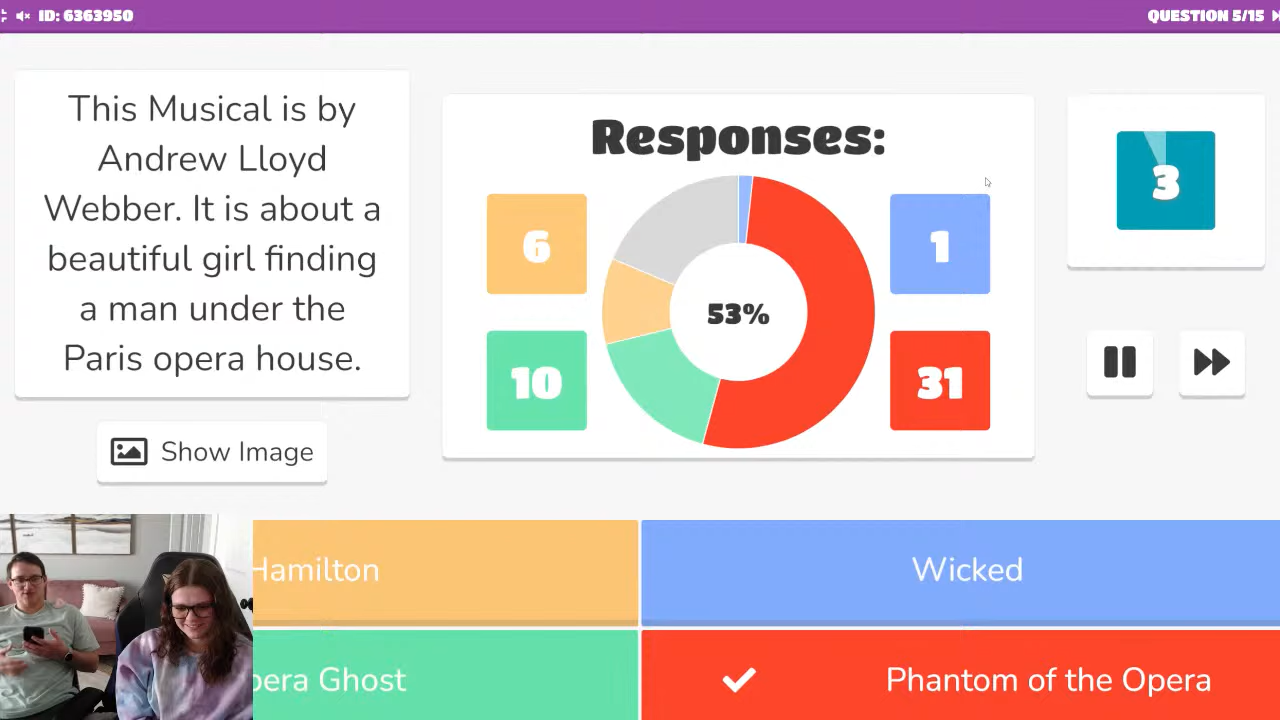 ID: 6363950
QUESTION 5/15
This Musical is by
Andrew Lloyd
Webber. It is about a
beautiful girl finding
a man under the
Paris opera house.
Show Image
Responses:
6
1
53%
10
31
3
Hamilton
Wicked
pera Ghost
Phantom of the Opera